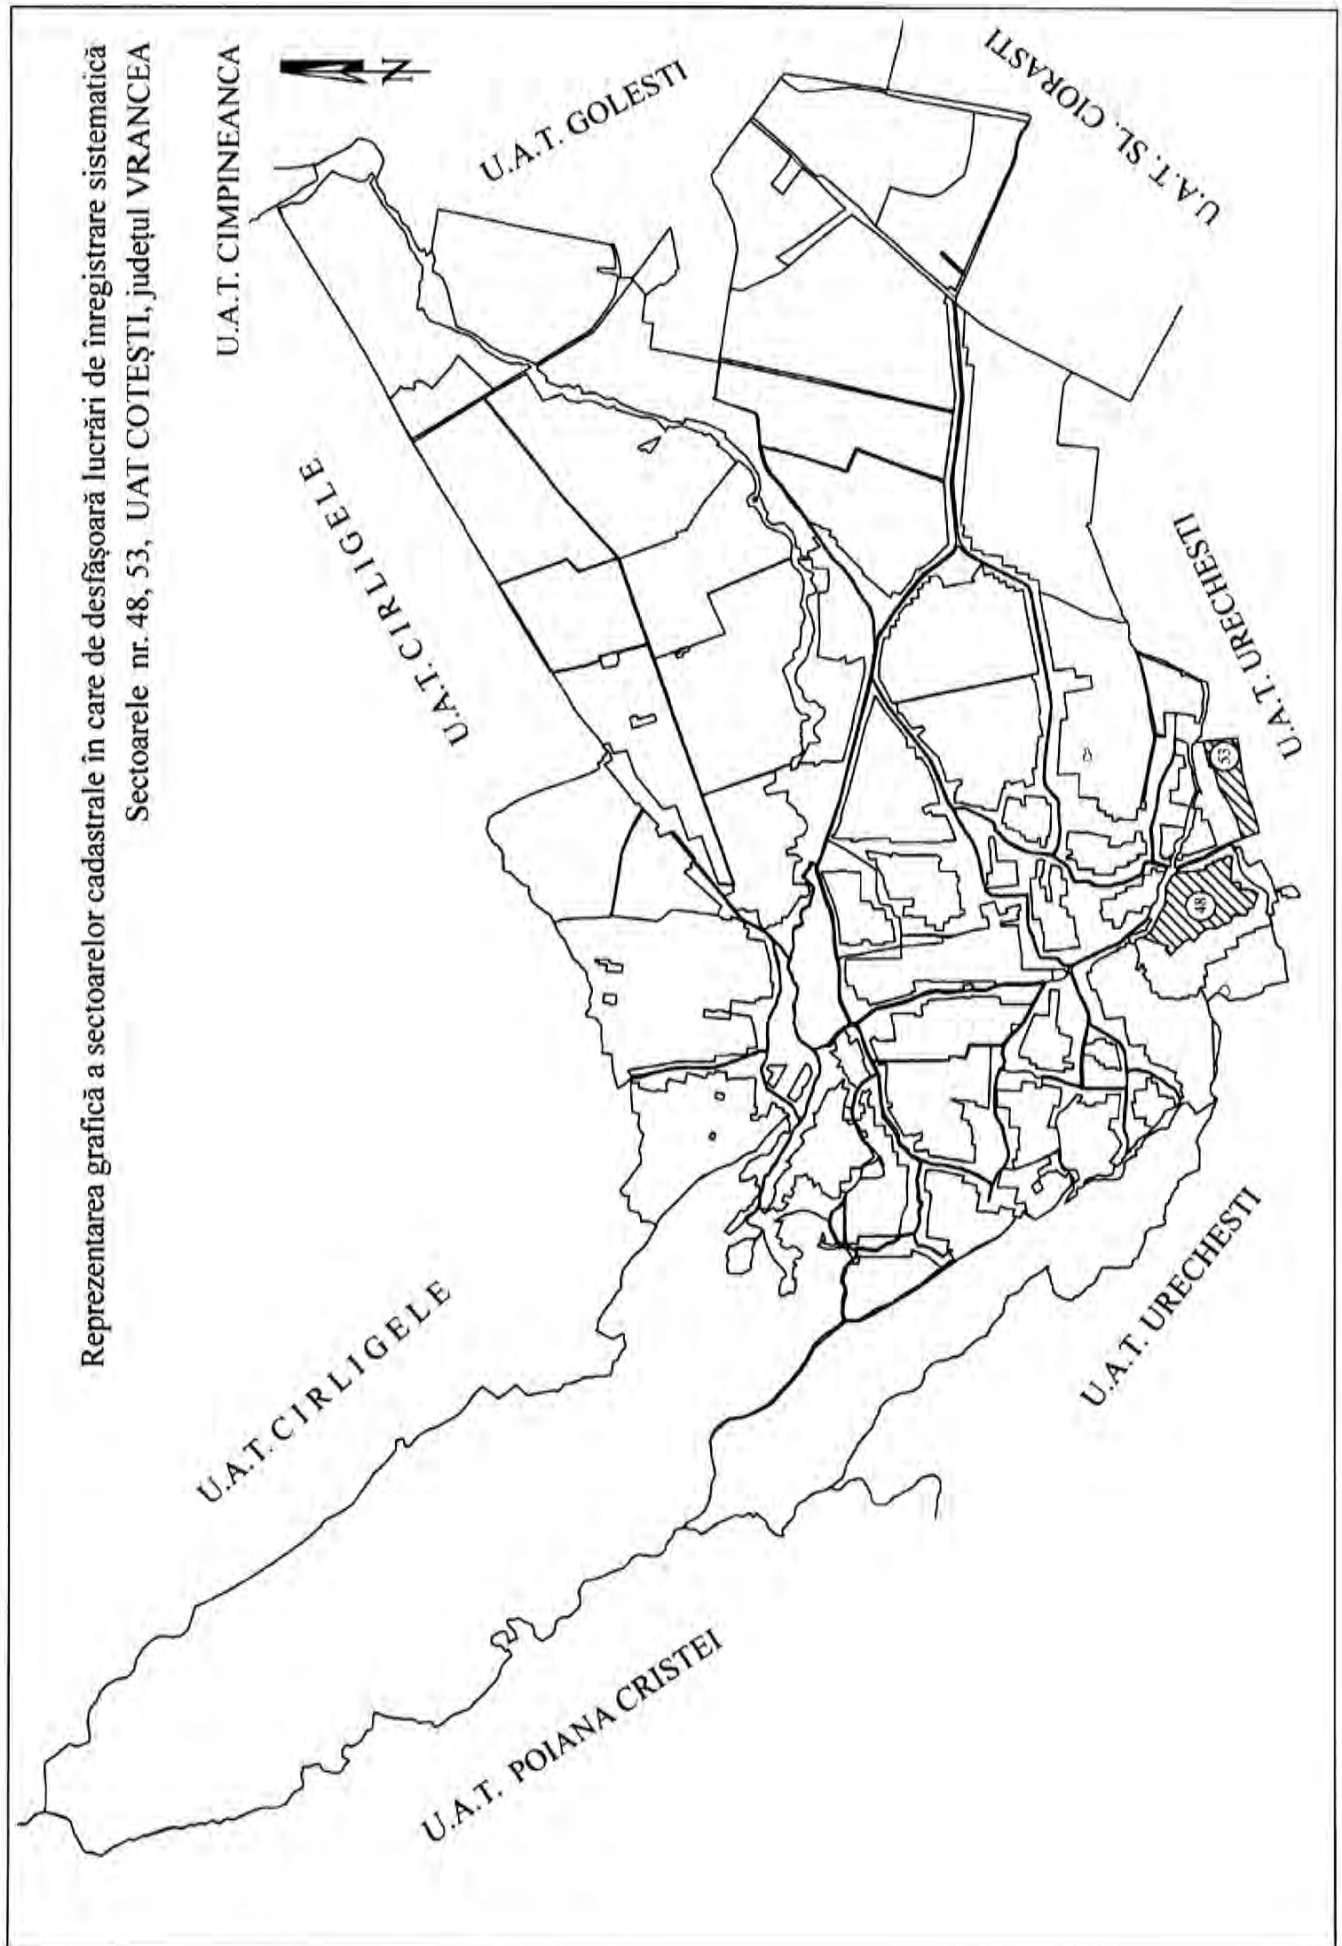 Reprezentarea grafică a sectoarelor cadastrale în care de desfășoară lucrări de înregistrare sistematică
Sectoarele nr. 48, 53, UAT COTEȘTI, județul VRANCEA
U.A.T. CIMPINEANCA
N
U.A.T. CIRLIGELE
U.A.T. GOLESTI
U.A.T. CIRLIGELE
U.A.T. SL. CIORASTI
U.A.T. POIANA CRISTEI
U.A.T. URECHESTI
53
48
U.A.T. URECHESTI